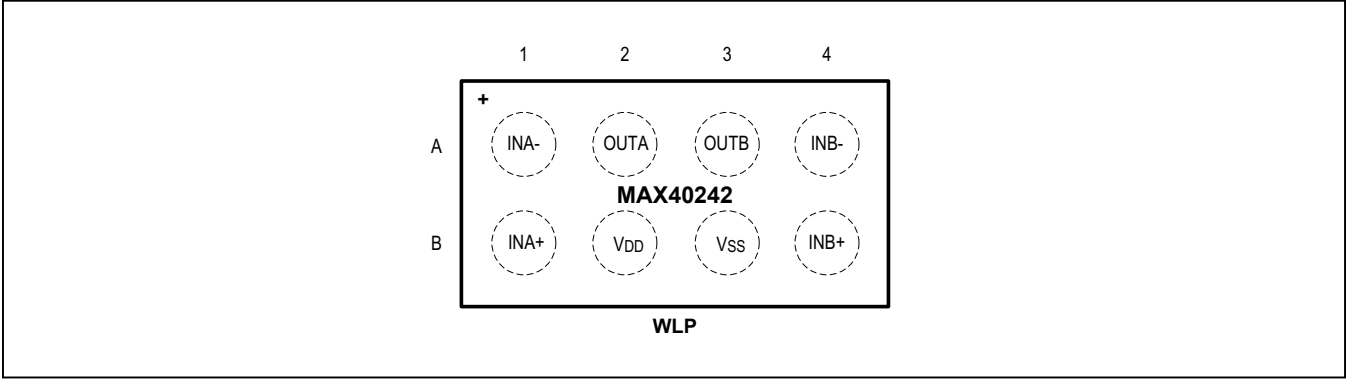 1 2 3 4
+
A INA- OUTA OUTB INB-
MAX40242
B INA+ VDD VSS INB+
WLP